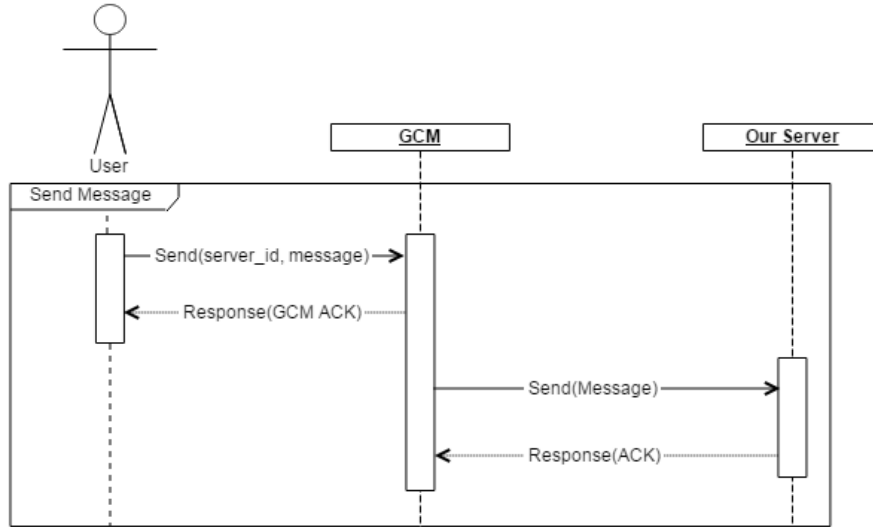 User
GCM
Our Server
Send Message
Send(server_id, message)
Response(GCM ACK)
Send(Message)
Response(ACK)